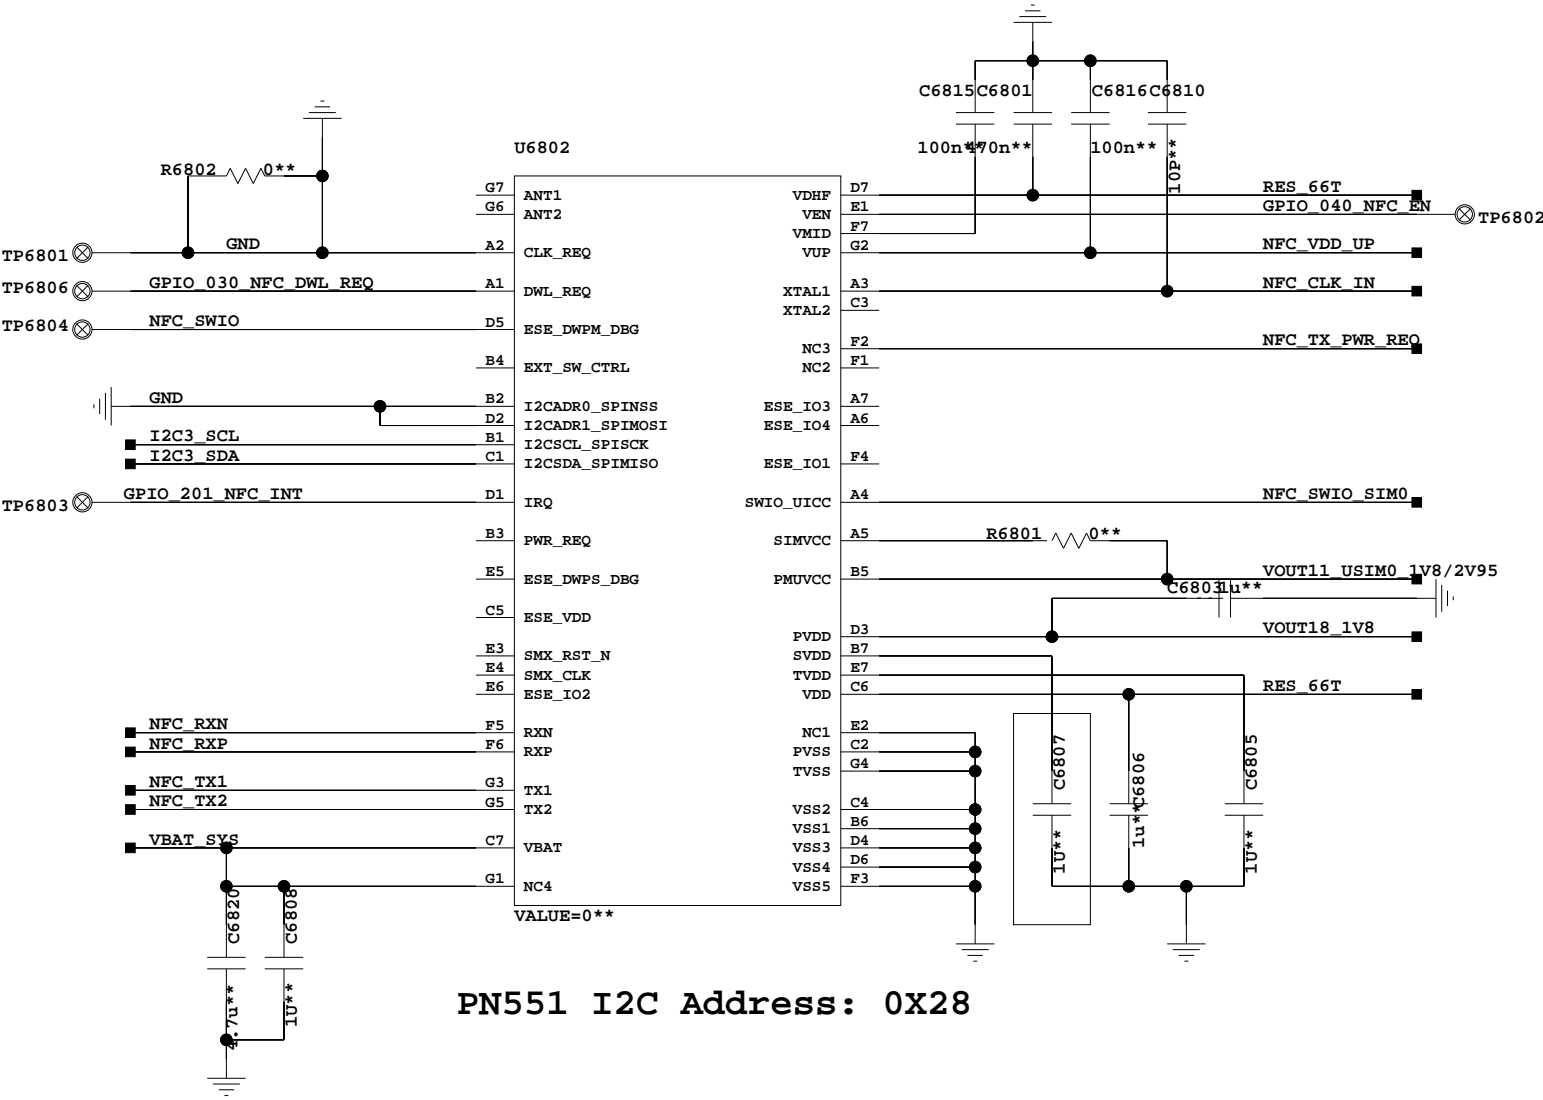 C6815 C6801 C6816 C6810
100n** 470n** 100n** 10P**
U6802
R6802 0**
G7 ANT1
G6 ANT2
TP6801 GND A2 CLK_REQ
TP6806 GPIO_030_NFC_DWL_REQ A1 DWL_REQ
TP6804 NFC_SWIO D5 ESE_DWPM_DBG
B4 EXT_SW_CTRL
GND B2 I2CADR0_SPINSS
D2 I2CADR1_SPIMOSI
I2C3_SCL B1 I2CSCL_SPISCK
I2C3_SDA C1 I2CSDA_SPIMISO
TP6803 GPIO_201_NFC_INT D1 IRQ
B3 PWR_REQ
E5 ESE_DWPS_DBG
C5 ESE_VDD
E3 SMX_RST_N
E4 SMX_CLK
E6 ESE_IO2
NFC_RXN F5 RXN
NFC_RXP F6 RXP
NFC_TX1 G3 TX1
NFC_TX2 G5 TX2
VBAT_SYS C7 VBAT
G1 NC4
C6820 C6808
4.7u** 1U**
VDHF D7 RES_66T
VEN E1 GPIO_040_NFC_EN TP6802
VMID F7
VUP G2 NFC_VDD_UP
XTAL1 A3 NFC_CLK_IN
XTAL2 C3
NC3 F2 NFC_TX_PWR_REQ
NC2 F1
ESE_IO3 A7
ESE_IO4 A6
ESE_IO1 F4
SWIO_UICC A4 NFC_SWIO_SIM0
SIMVCC A5 R6801 0**
PMUVCC B5 VOUT11_USIM0_1V8/2V95
C6803 1u**
PVDD D3 VOUT18_1V8
SVDD B7
TVDD E7
VDD C6 RES_66T
NC1 E2
PVSS C2
TVSS G4
VSS2 C4
VSS1 B6
VSS3 D4
VSS4 D6
VSS5 F3
C6807 C6806 C6805
1U** 1u** 1U**
VALUE=0**
PN551 I2C Address: 0X28